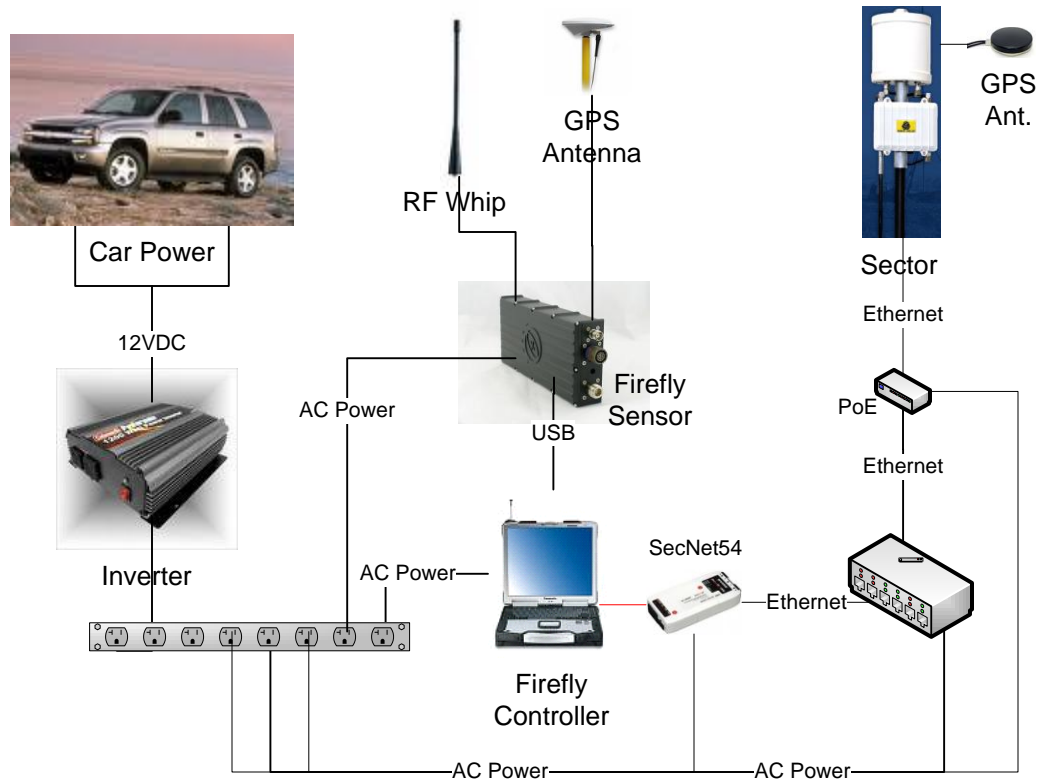 GPS
Ant.
GPS
Antenna
RF Whip
Car Power
Sector
Ethernet
12VDC
Firefly
Sensor
AC Power
PoE
USB
Ethernet
SecNet54
Inverter
AC Power
Ethernet
Firefly
Controller
AC Power
AC Power